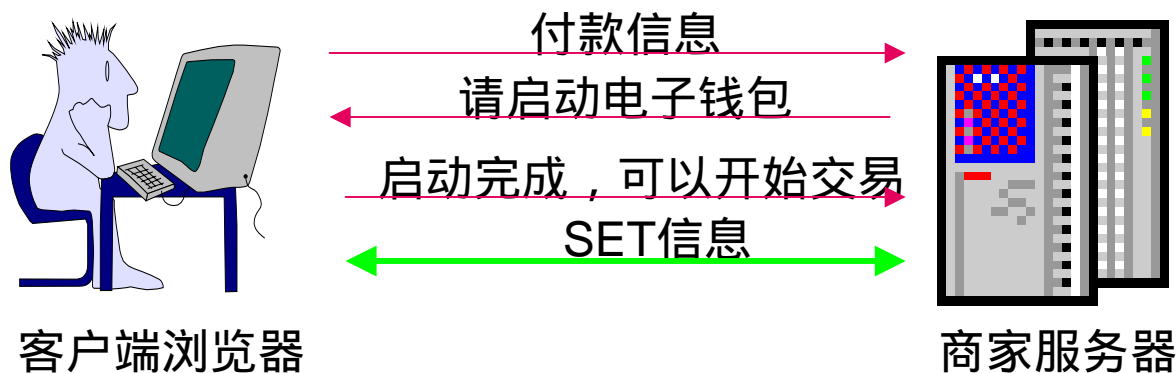 付款信息
请启动电子钱包
启动完成，可以开始交易
SET信息
客户端浏览器
商家服务器